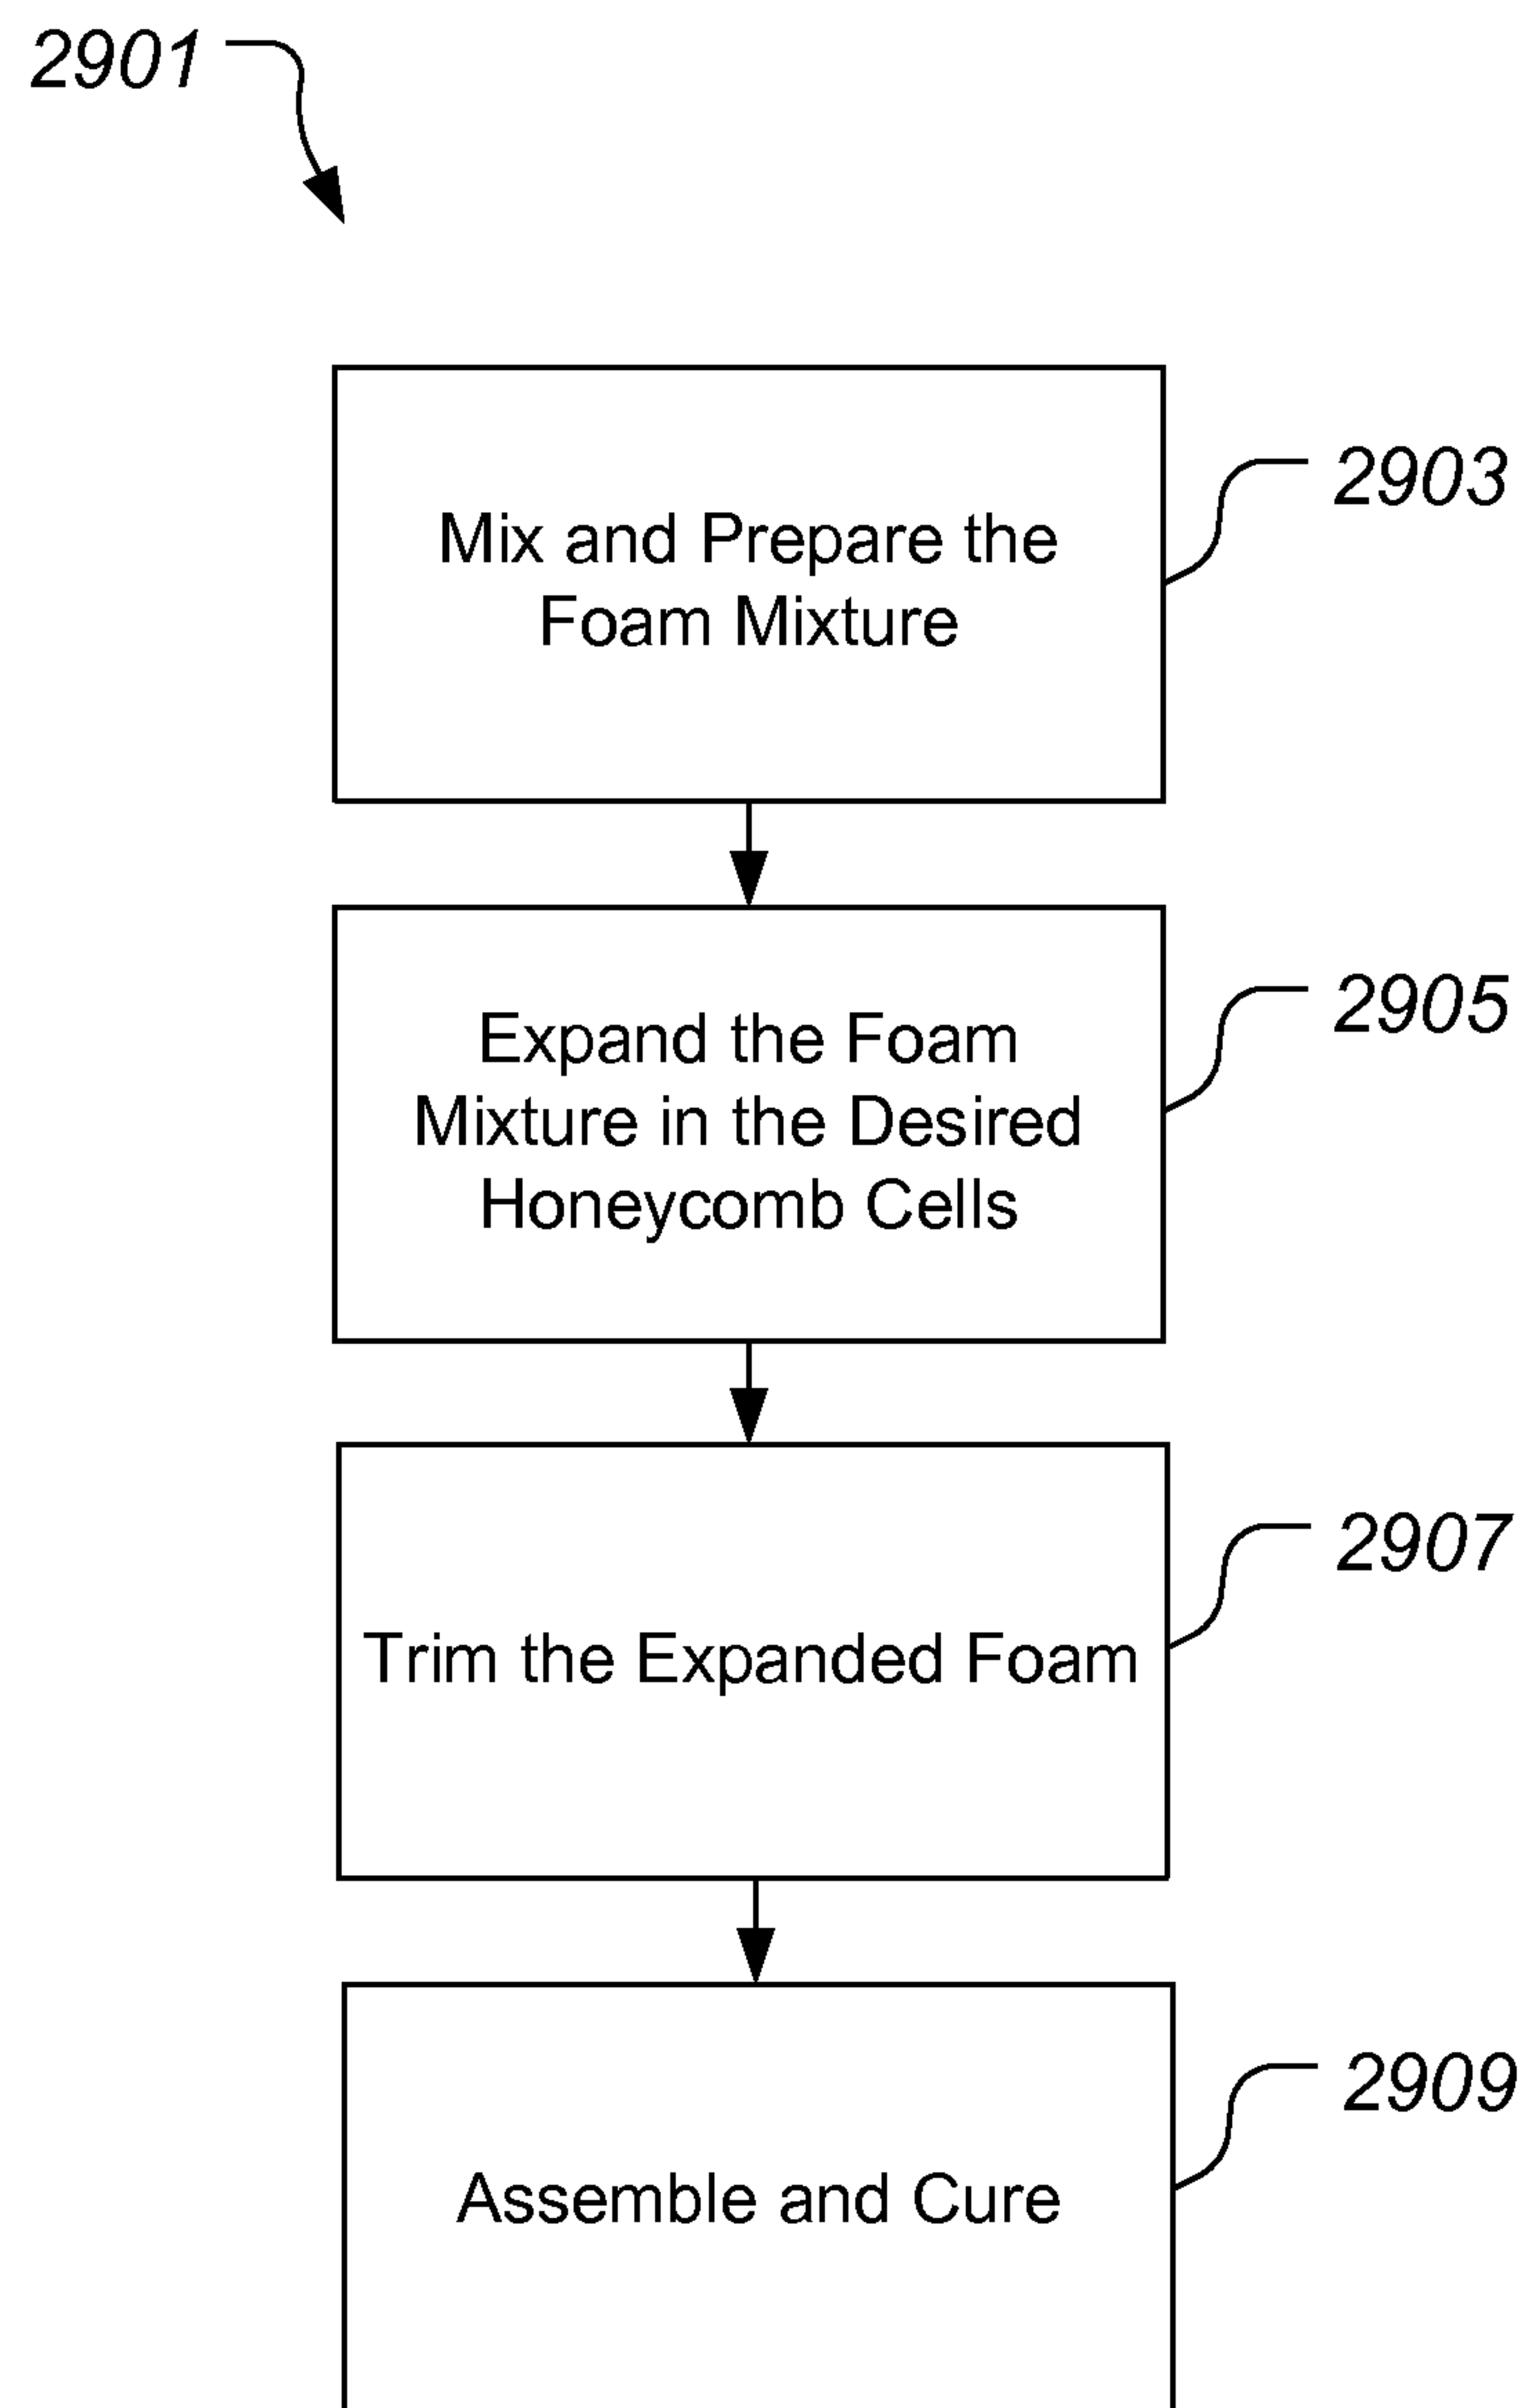 2901
Mix and Prepare the
Foam Mixture
2903
Expand the Foam
Mixture in the Desired
Honeycomb Cells
2905
Trim the Expanded Foam
2907
Assemble and Cure
2909